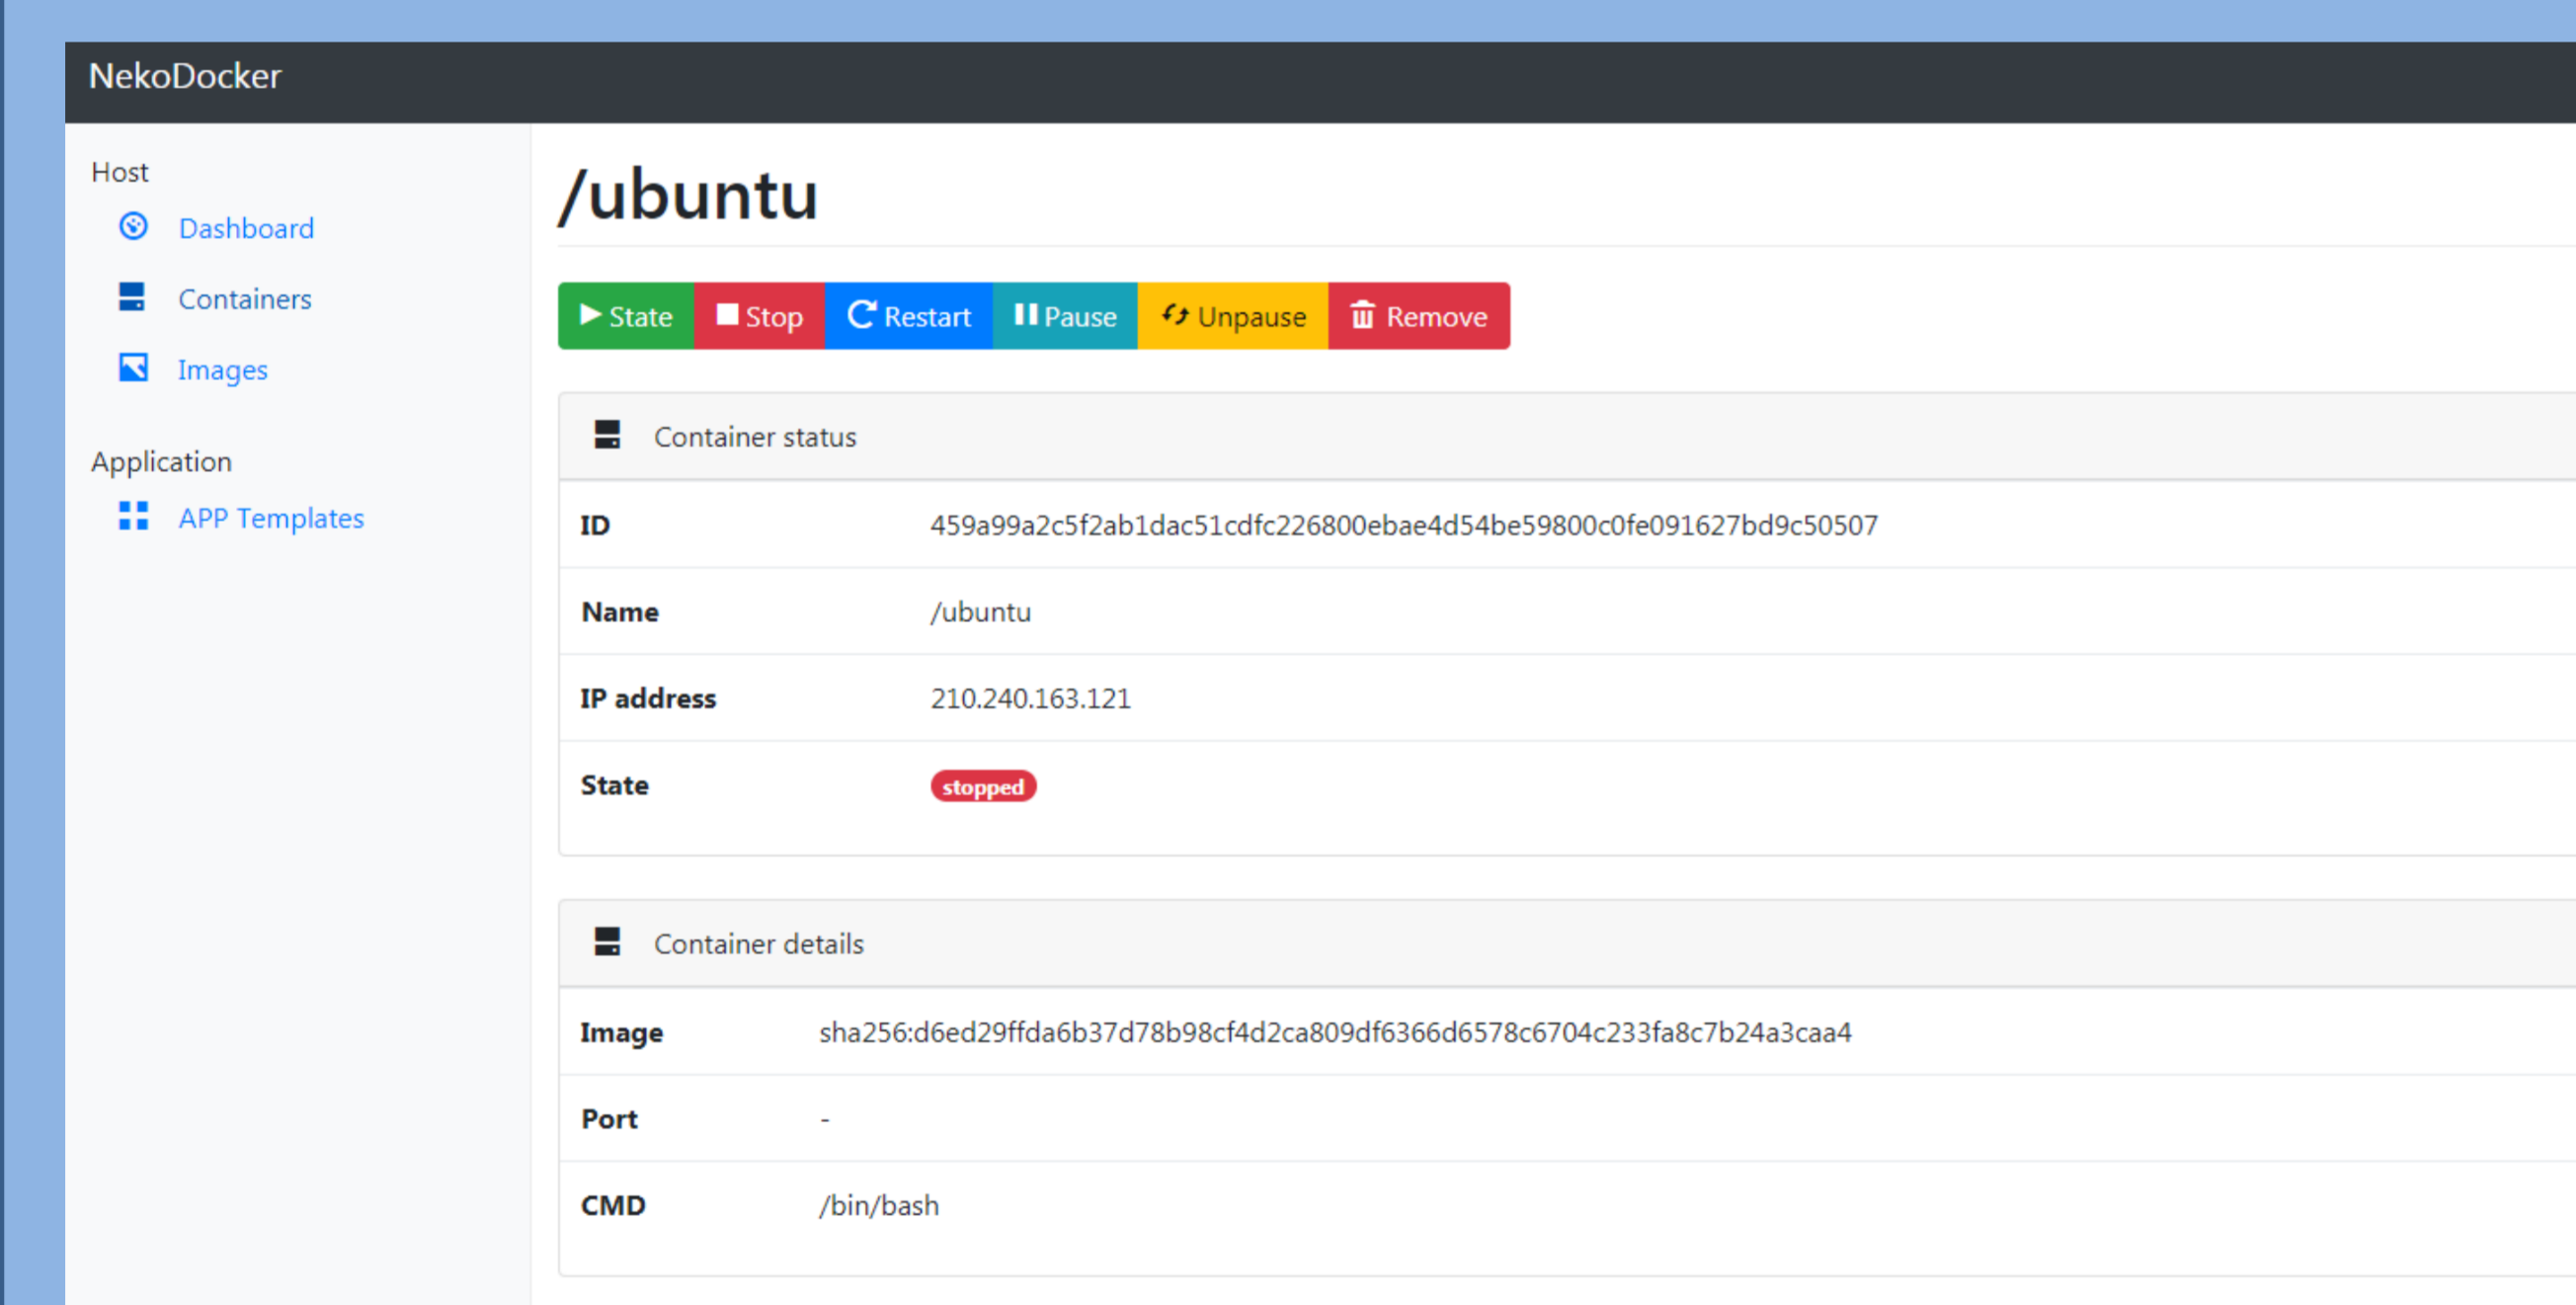 NekoDocker
Host
Dashboard
Containers
Images
Application
APP Templates
/ubuntu
State Stop Restart Pause Unpause Remove
Container status
ID 459a99a2c5f2ab1dac51cdfc226800ebae4d54be59800c0fe091627bd9c50507
Name /ubuntu
IP address 210.240.163.121
State stopped
Container details
Image sha256:d6ed29ffda6b37d78b98cf4d2ca809df6366d6578c6704c233fa8c7b24a3caa4
Port -
CMD /bin/bash